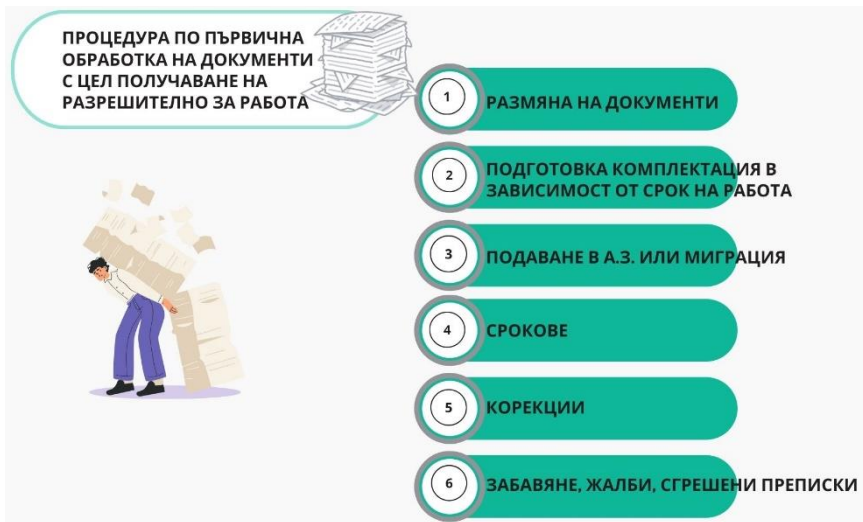 ПРОЦЕДУРА ПО ПЪРВИЧНА
ОБРАБОТКА НА ДОКУМЕНТИ
С ЦЕЛ ПОЛУЧАВАНЕ НА
РАЗРЕШИТЕЛНО ЗА РАБОТА
1
РАЗМЯНА НА ДОКУМЕНТИ
2
ПОДГОТОВКА КОМПЛЕКТАЦИЯ В
ЗАВИСИМОСТ ОТ СРОК НА РАБОТА
3
ПОДАВАНЕ В А.З. ИЛИ МИГРАЦИЯ
4
СРОКОВЕ
5
КОРЕКЦИИ
6
ЗАБАВЯНЕ, ЖАЛБИ, СГРЕШЕНИ ПРЕПИСКИ